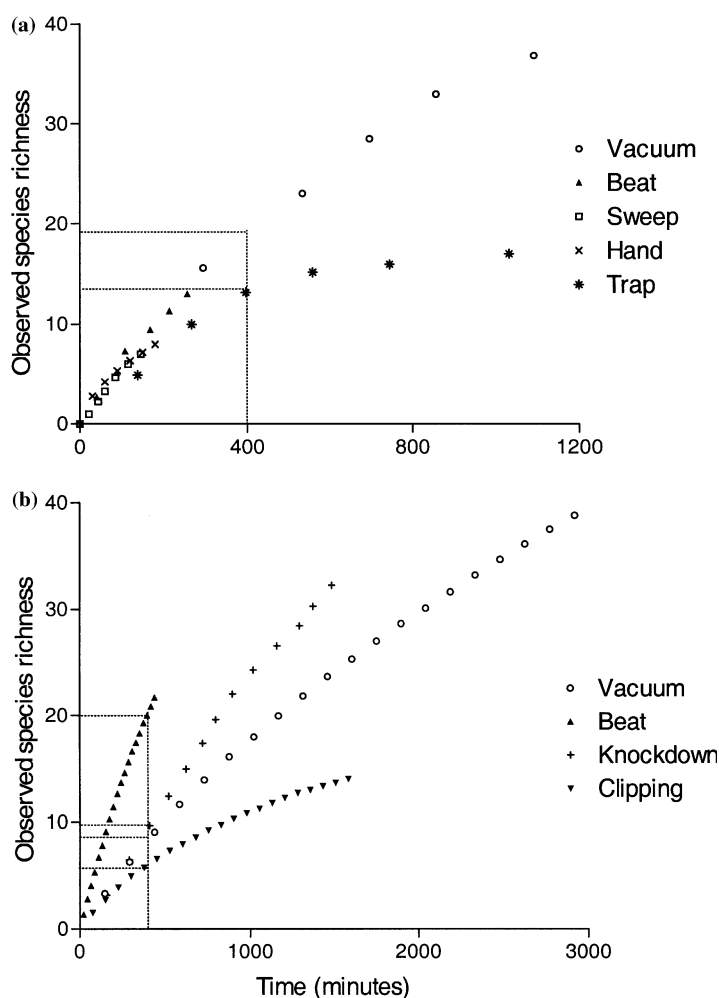 (a)
Observed species richness
40
30
20
10
0
0 400 800 1200
Vacuum
Beat
Sweep
Hand
Trap
(b)
Observed species richness
40
30
20
10
0
0 1000 2000 3000
Vacuum
Beat
Knockdown
Clipping
Time (minutes)